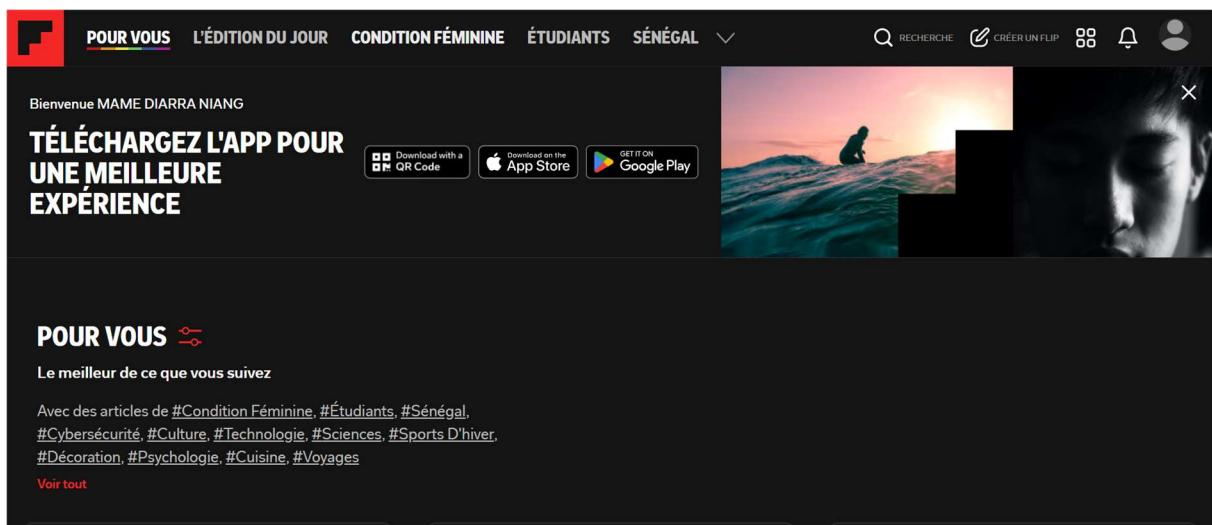 POUR VOUS L'ÉDITION DU JOUR CONDITION FÉMININE ÉTUDIANTS SÉNÉGAL RECHERCHE CRÉER UN FLIP
Bienvenue MAME DIARRA NIANG
TÉLÉCHARGEZ L'APP POUR
UNE MEILLEURE
EXPÉRIENCE
Download with a
QR Code
Download on the
App Store
GET IT ON
Google Play
POUR VOUS
Le meilleur de ce que vous suivez
Avec des articles de #Condition Féminine, #Étudiants, #Sénégal,
#Cybersécurité, #Culture, #Technologie, #Sciences, #Sports D'hiver,
#Décoration, #Psychologie, #Cuisine, #Voyages
Voir tout